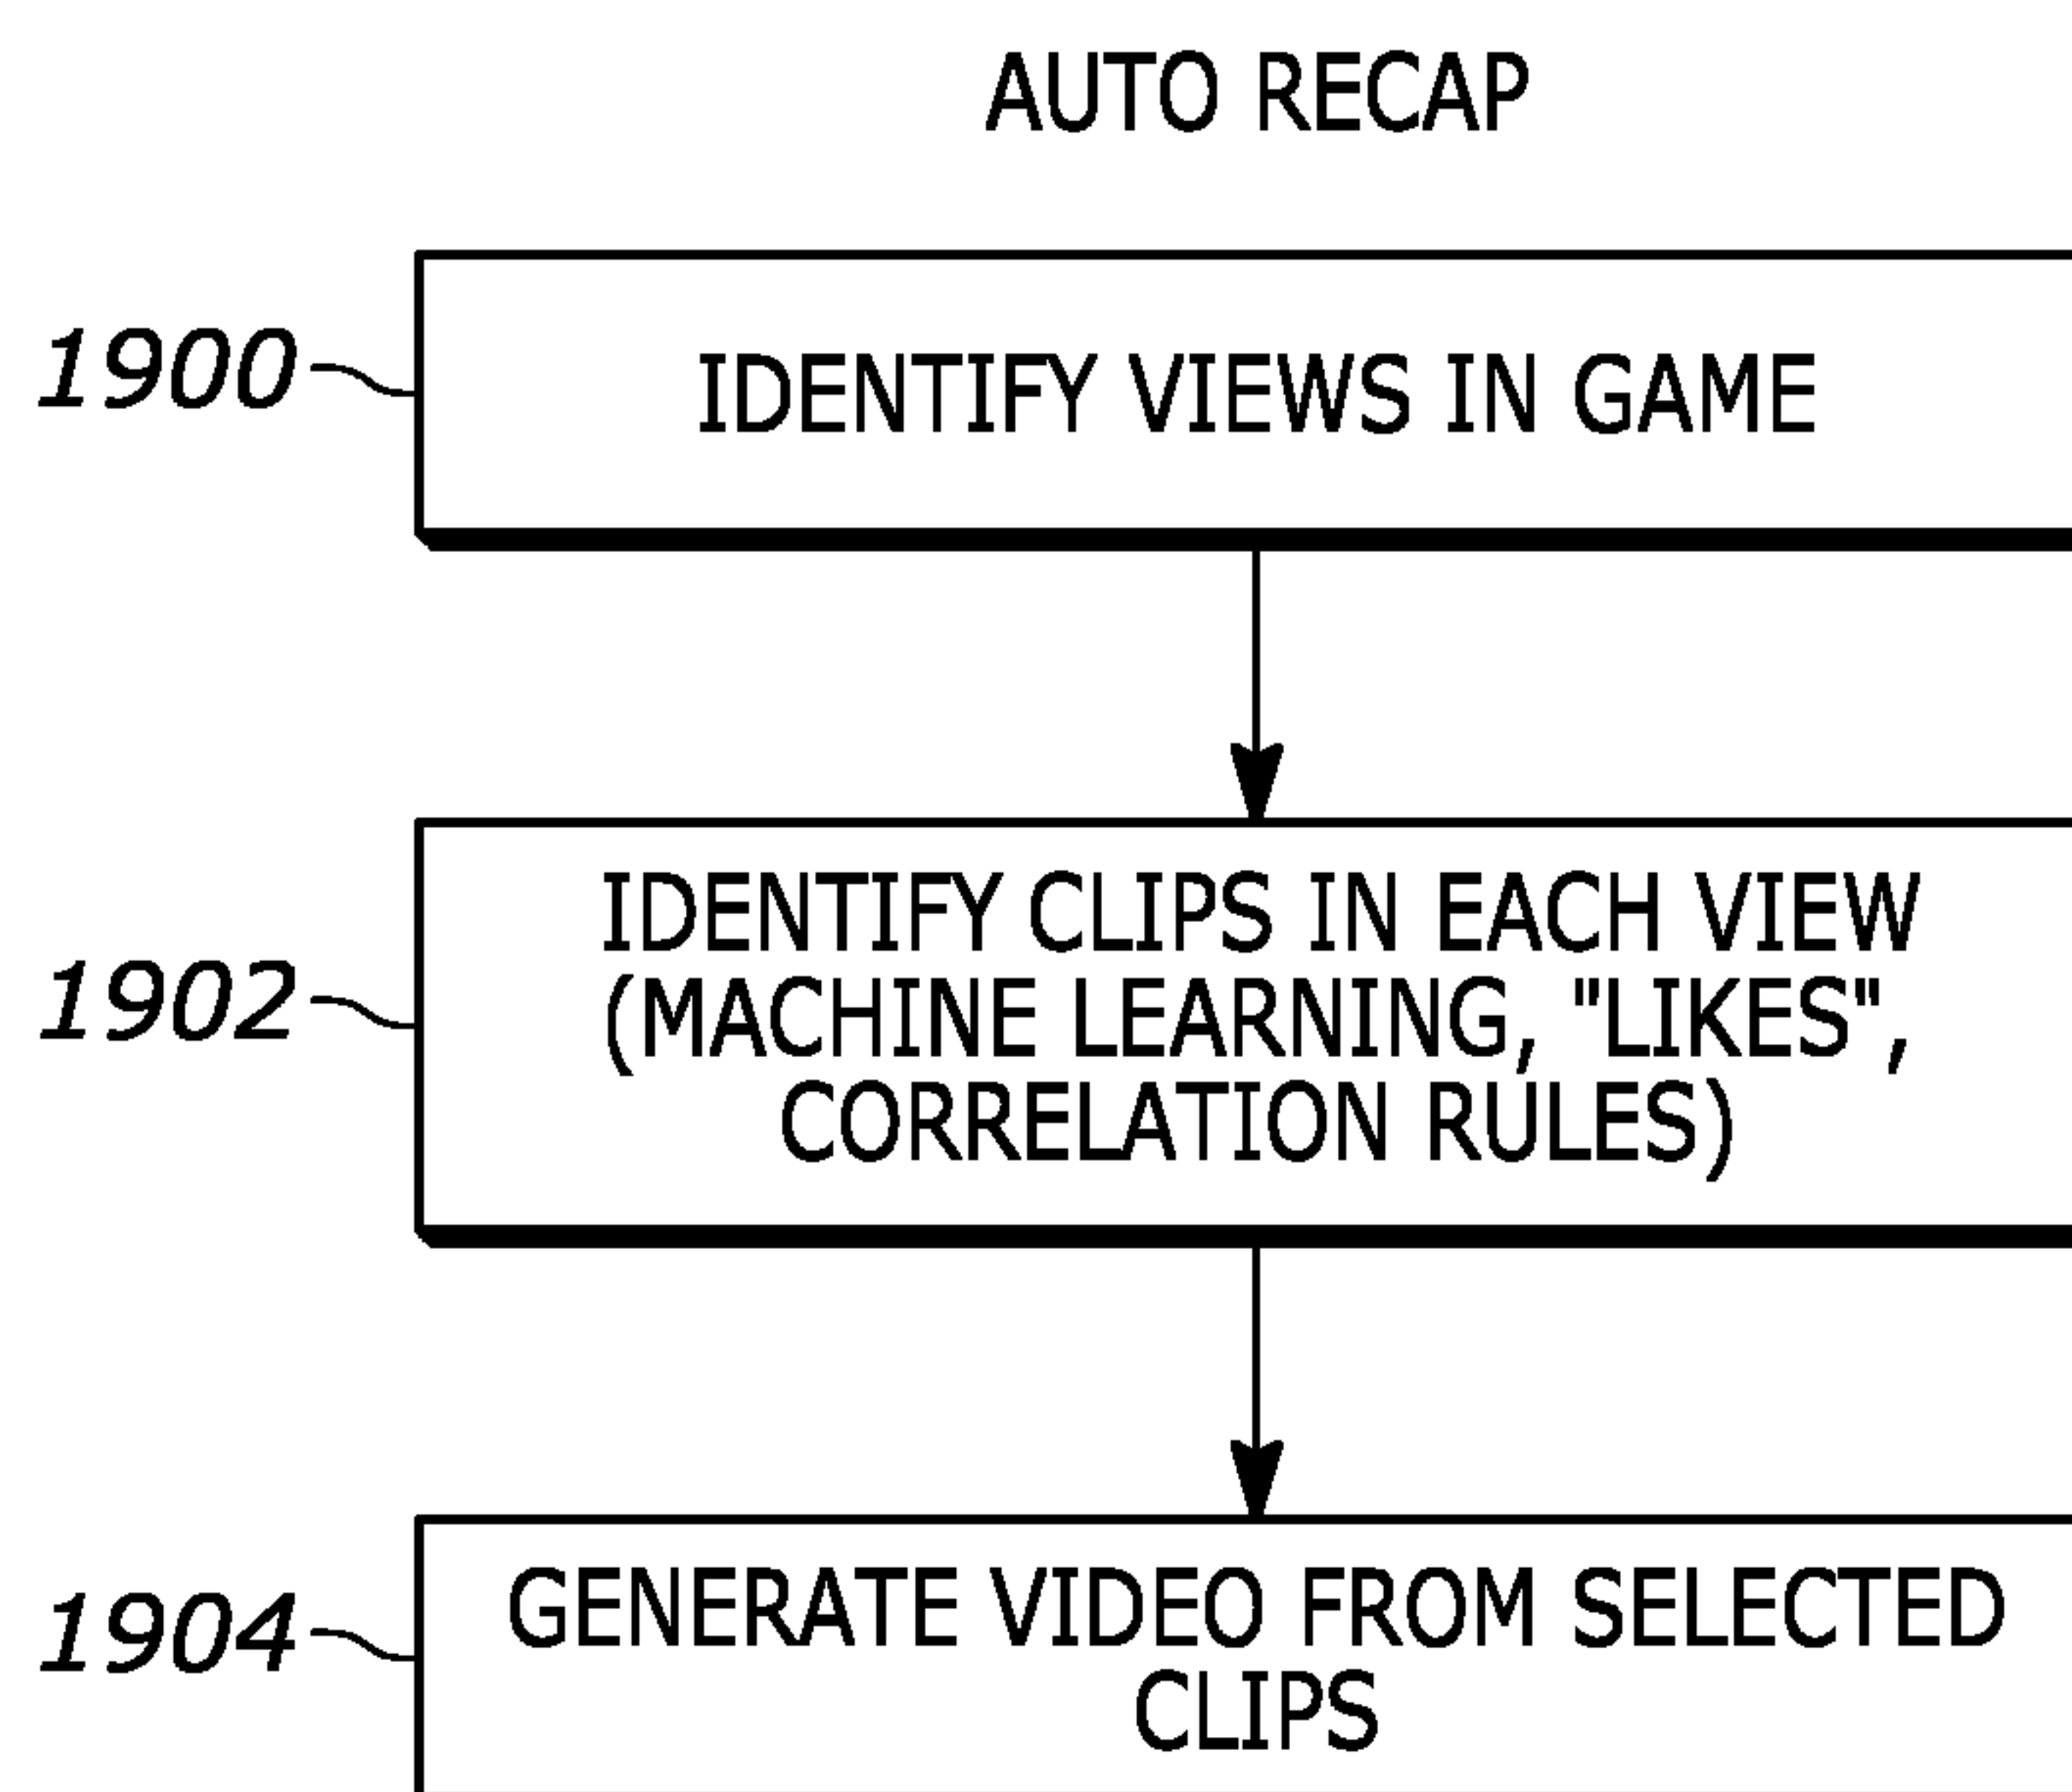 AUTO RECAP
1900
IDENTIFY VIEWS IN GAME
1902
IDENTIFY CLIPS IN EACH VIEW
(MACHINE LEARNING, "LIKES",
CORRELATION RULES)
1904
GENERATE VIDEO FROM SELECTED
CLIPS